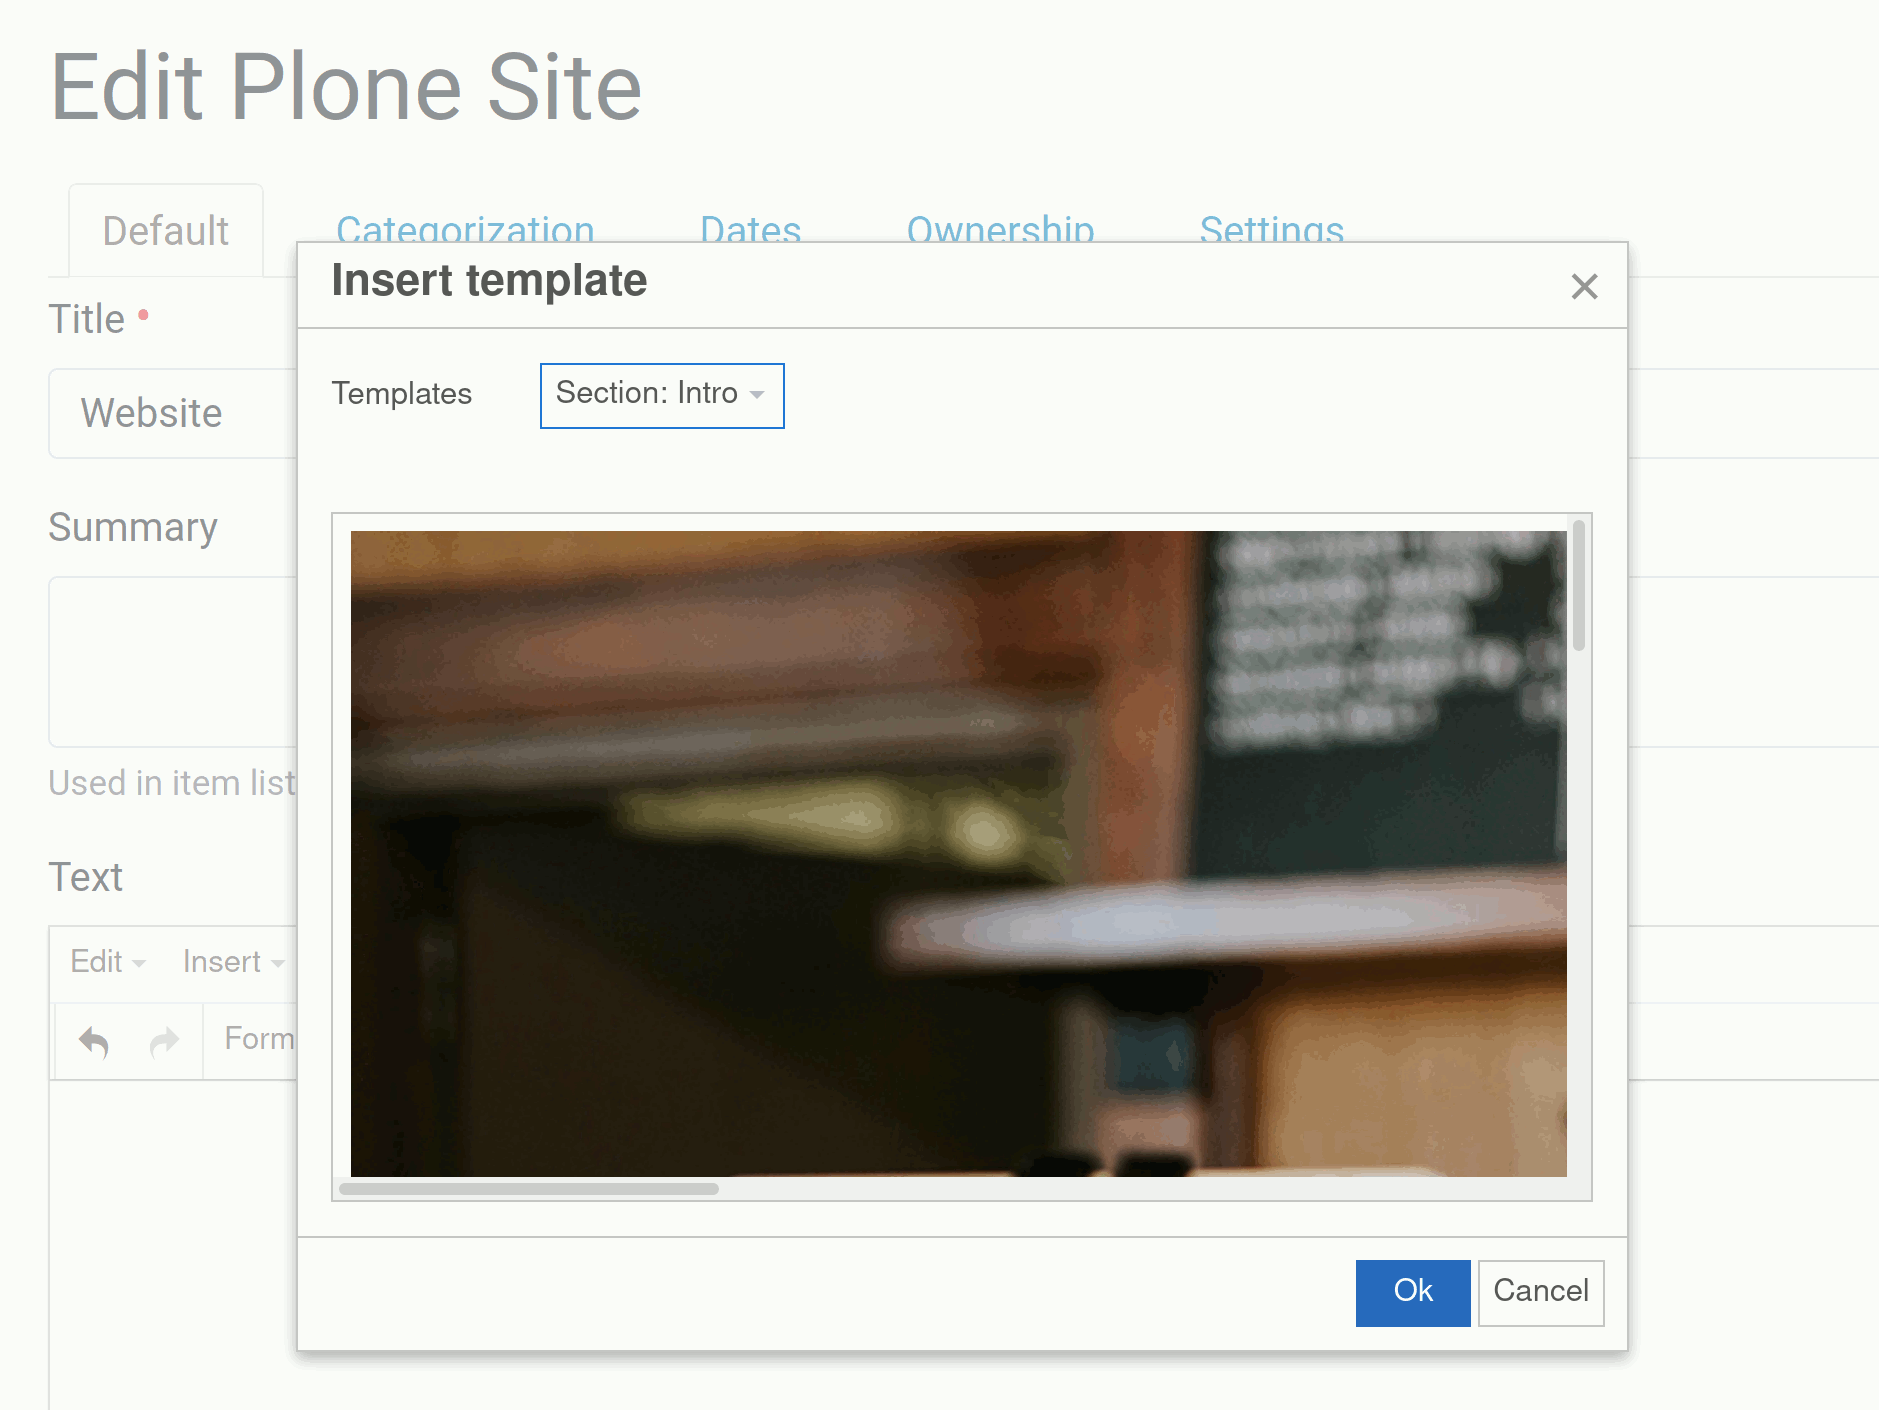 Edit Plone Site
Default Categorization Dates Ownership Settings
Insert template
Title
Templates Section: Intro
Website
Summary
Used in item list
Text
Edit Insert
Form
Ok Cancel